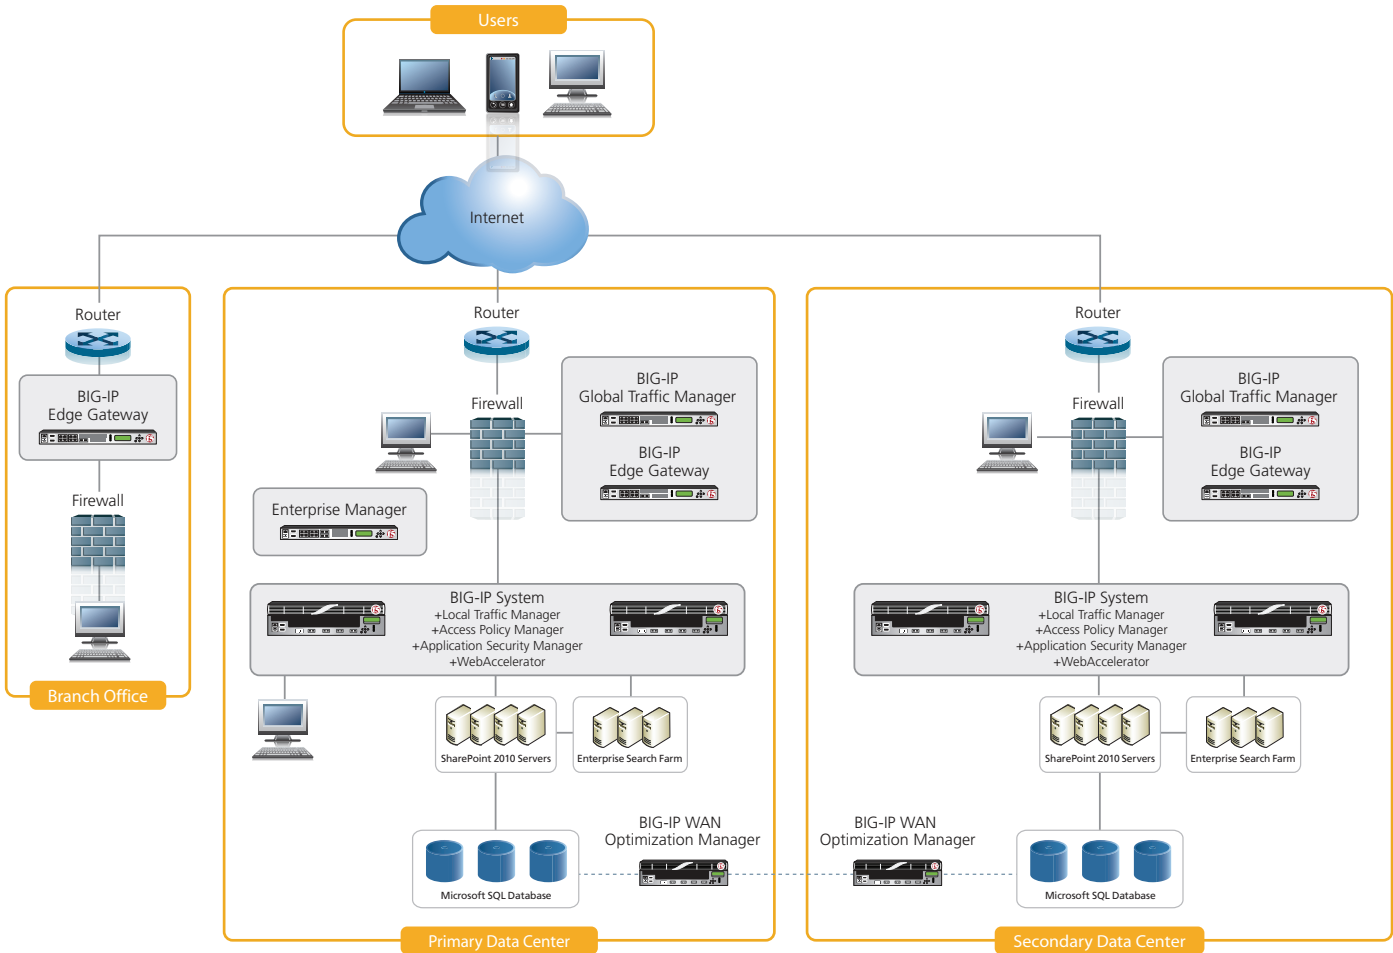 Users
Internet
Router
BIG-IP
Edge Gateway
Firewall
Branch Office
Router
Firewall
BIG-IP
Global Traffic Manager
BIG-IP
Edge Gateway
Enterprise Manager
BIG-IP System
+Local Traffic Manager
+Access Policy Manager
+Application Security Manager
+WebAccelerator
SharePoint 2010 Servers
Enterprise Search Farm
Microsoft SQL Database
BIG-IP WAN
Optimization Manager
Primary Data Center
Router
Firewall
BIG-IP
Global Traffic Manager
BIG-IP
Edge Gateway
BIG-IP System
+Local Traffic Manager
+Access Policy Manager
+Application Security Manager
+WebAccelerator
SharePoint 2010 Servers
Enterprise Search Farm
BIG-IP WAN
Optimization Manager
Microsoft SQL Database
Secondary Data Center